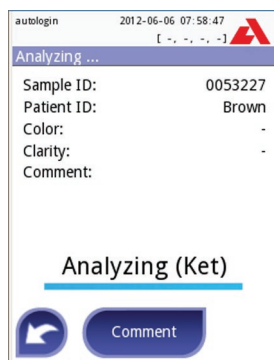 autologin 2012-06-06 07:58:47
[ -, -, -, -]
Analyzing ...
Sample ID: 0053227
Patient ID: Brown
Color: -
Clarity: -
Comment:
Analyzing (Ket)
Comment